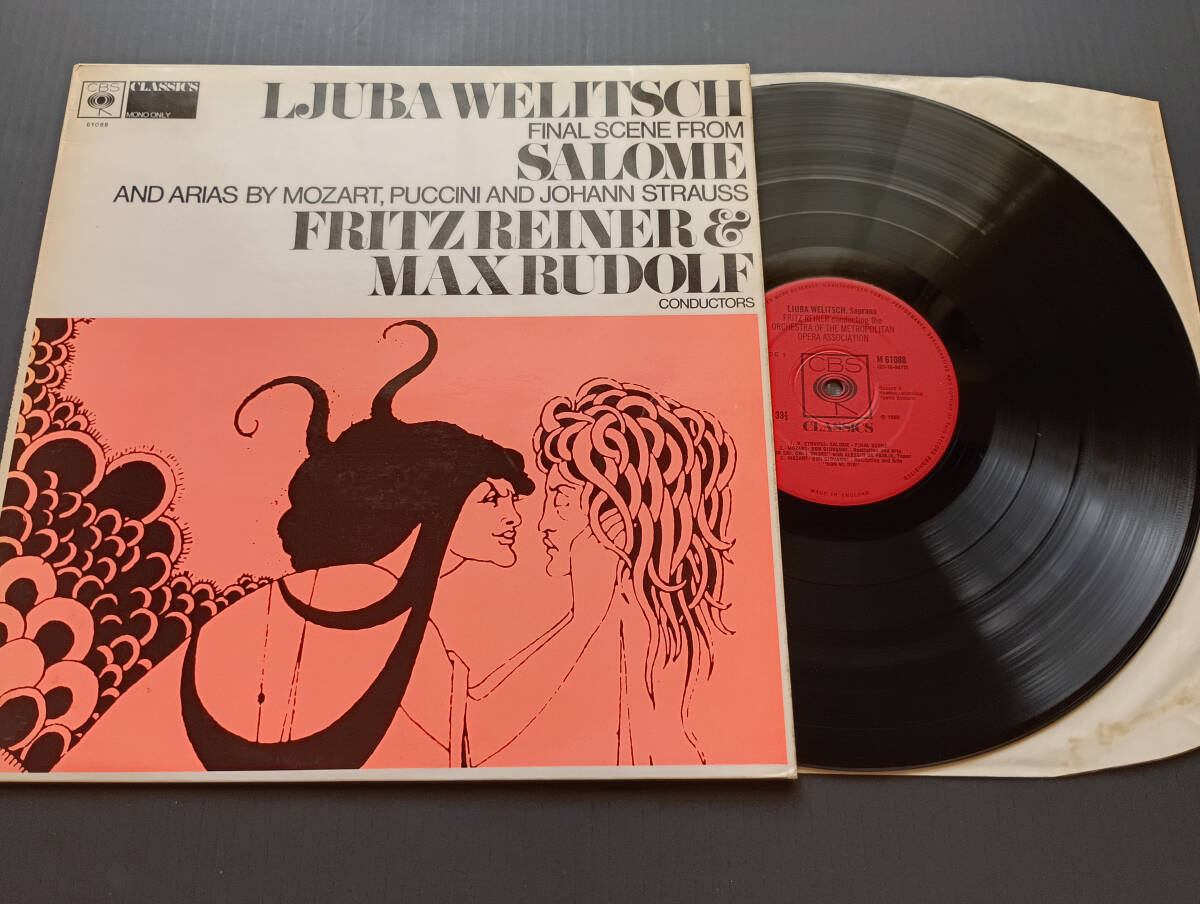 CBS
CLASSICS
MONO ONLY
61088
LJUBA WELITSCH
FINAL SCENE FROM
SALOME
AND ARIAS BY MOZART, PUCCINI AND JOHANN STRAUSS
FRITZ REINER &
MAX RUDOLF
CONDUCTORS
LJUBA WELITSCH, Soprano
FRITZ REINER conducting the
ORCHESTRA OF THE METROPOLITAN
OPERA ASSOCIATION
M 61088
CBS
33⅓
CLASSICS
MADE IN ENGLAND